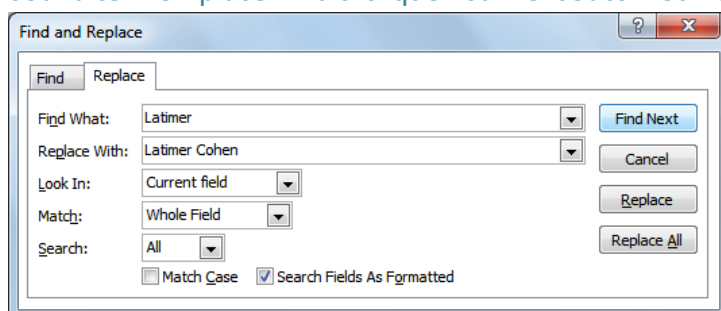 Find and Replace
Find Replace
Find What: Latimer Find Next
Replace With: Latimer Cohen Cancel
Look In: Current field
Replace
Match: Whole Field
Search: All Replace All
Match Case Search Fields As Formatted